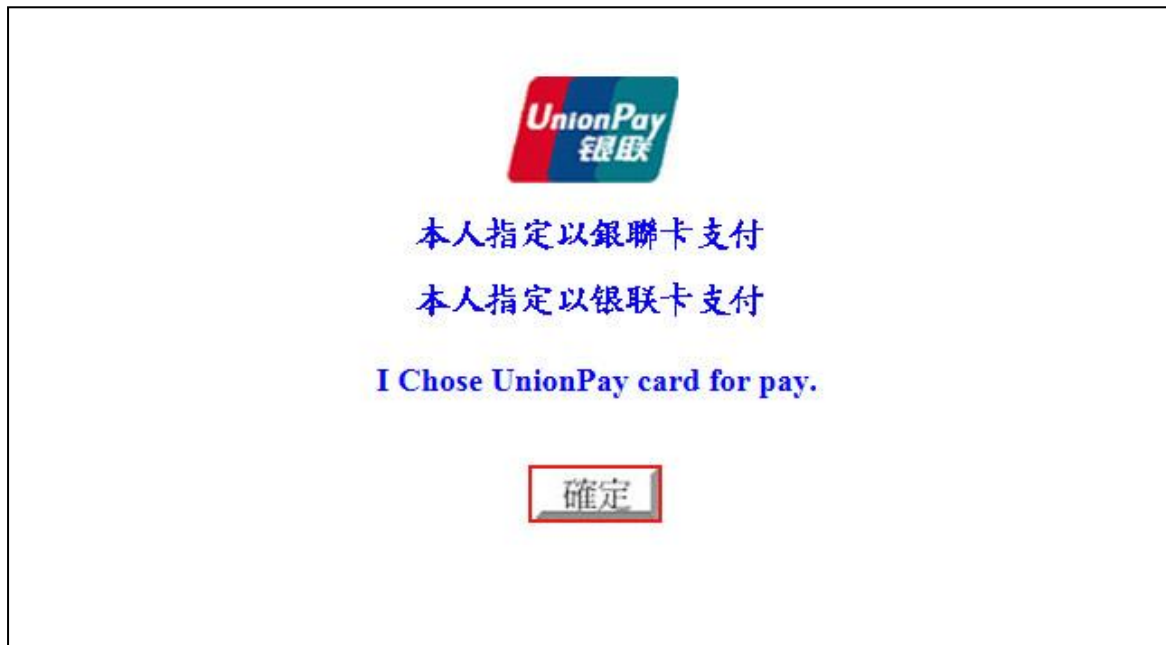 UnionPay
银联
本人指定以銀聯卡支付
本人指定以银联卡支付
I Chose UnionPay card for pay.
確定